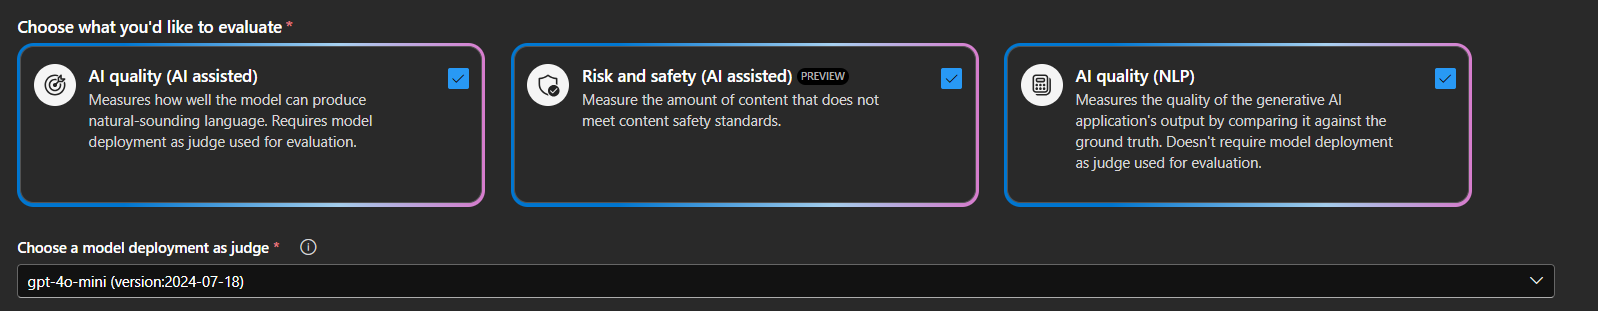 Choose what you'd like to evaluate *
AI quality (AI assisted)
Measures how well the model can produce
natural-sounding language. Requires model
deployment as judge used for evaluation.
Risk and safety (AI assisted) PREVIEW
Measure the amount of content that does not
meet content safety standards.
AI quality (NLP)
Measures the quality of the generative AI
application's output by comparing it against the
ground truth. Doesn't require model deployment
as judge used for evaluation.
Choose a model deployment as judge *
gpt-4o-mini (version:2024-07-18)